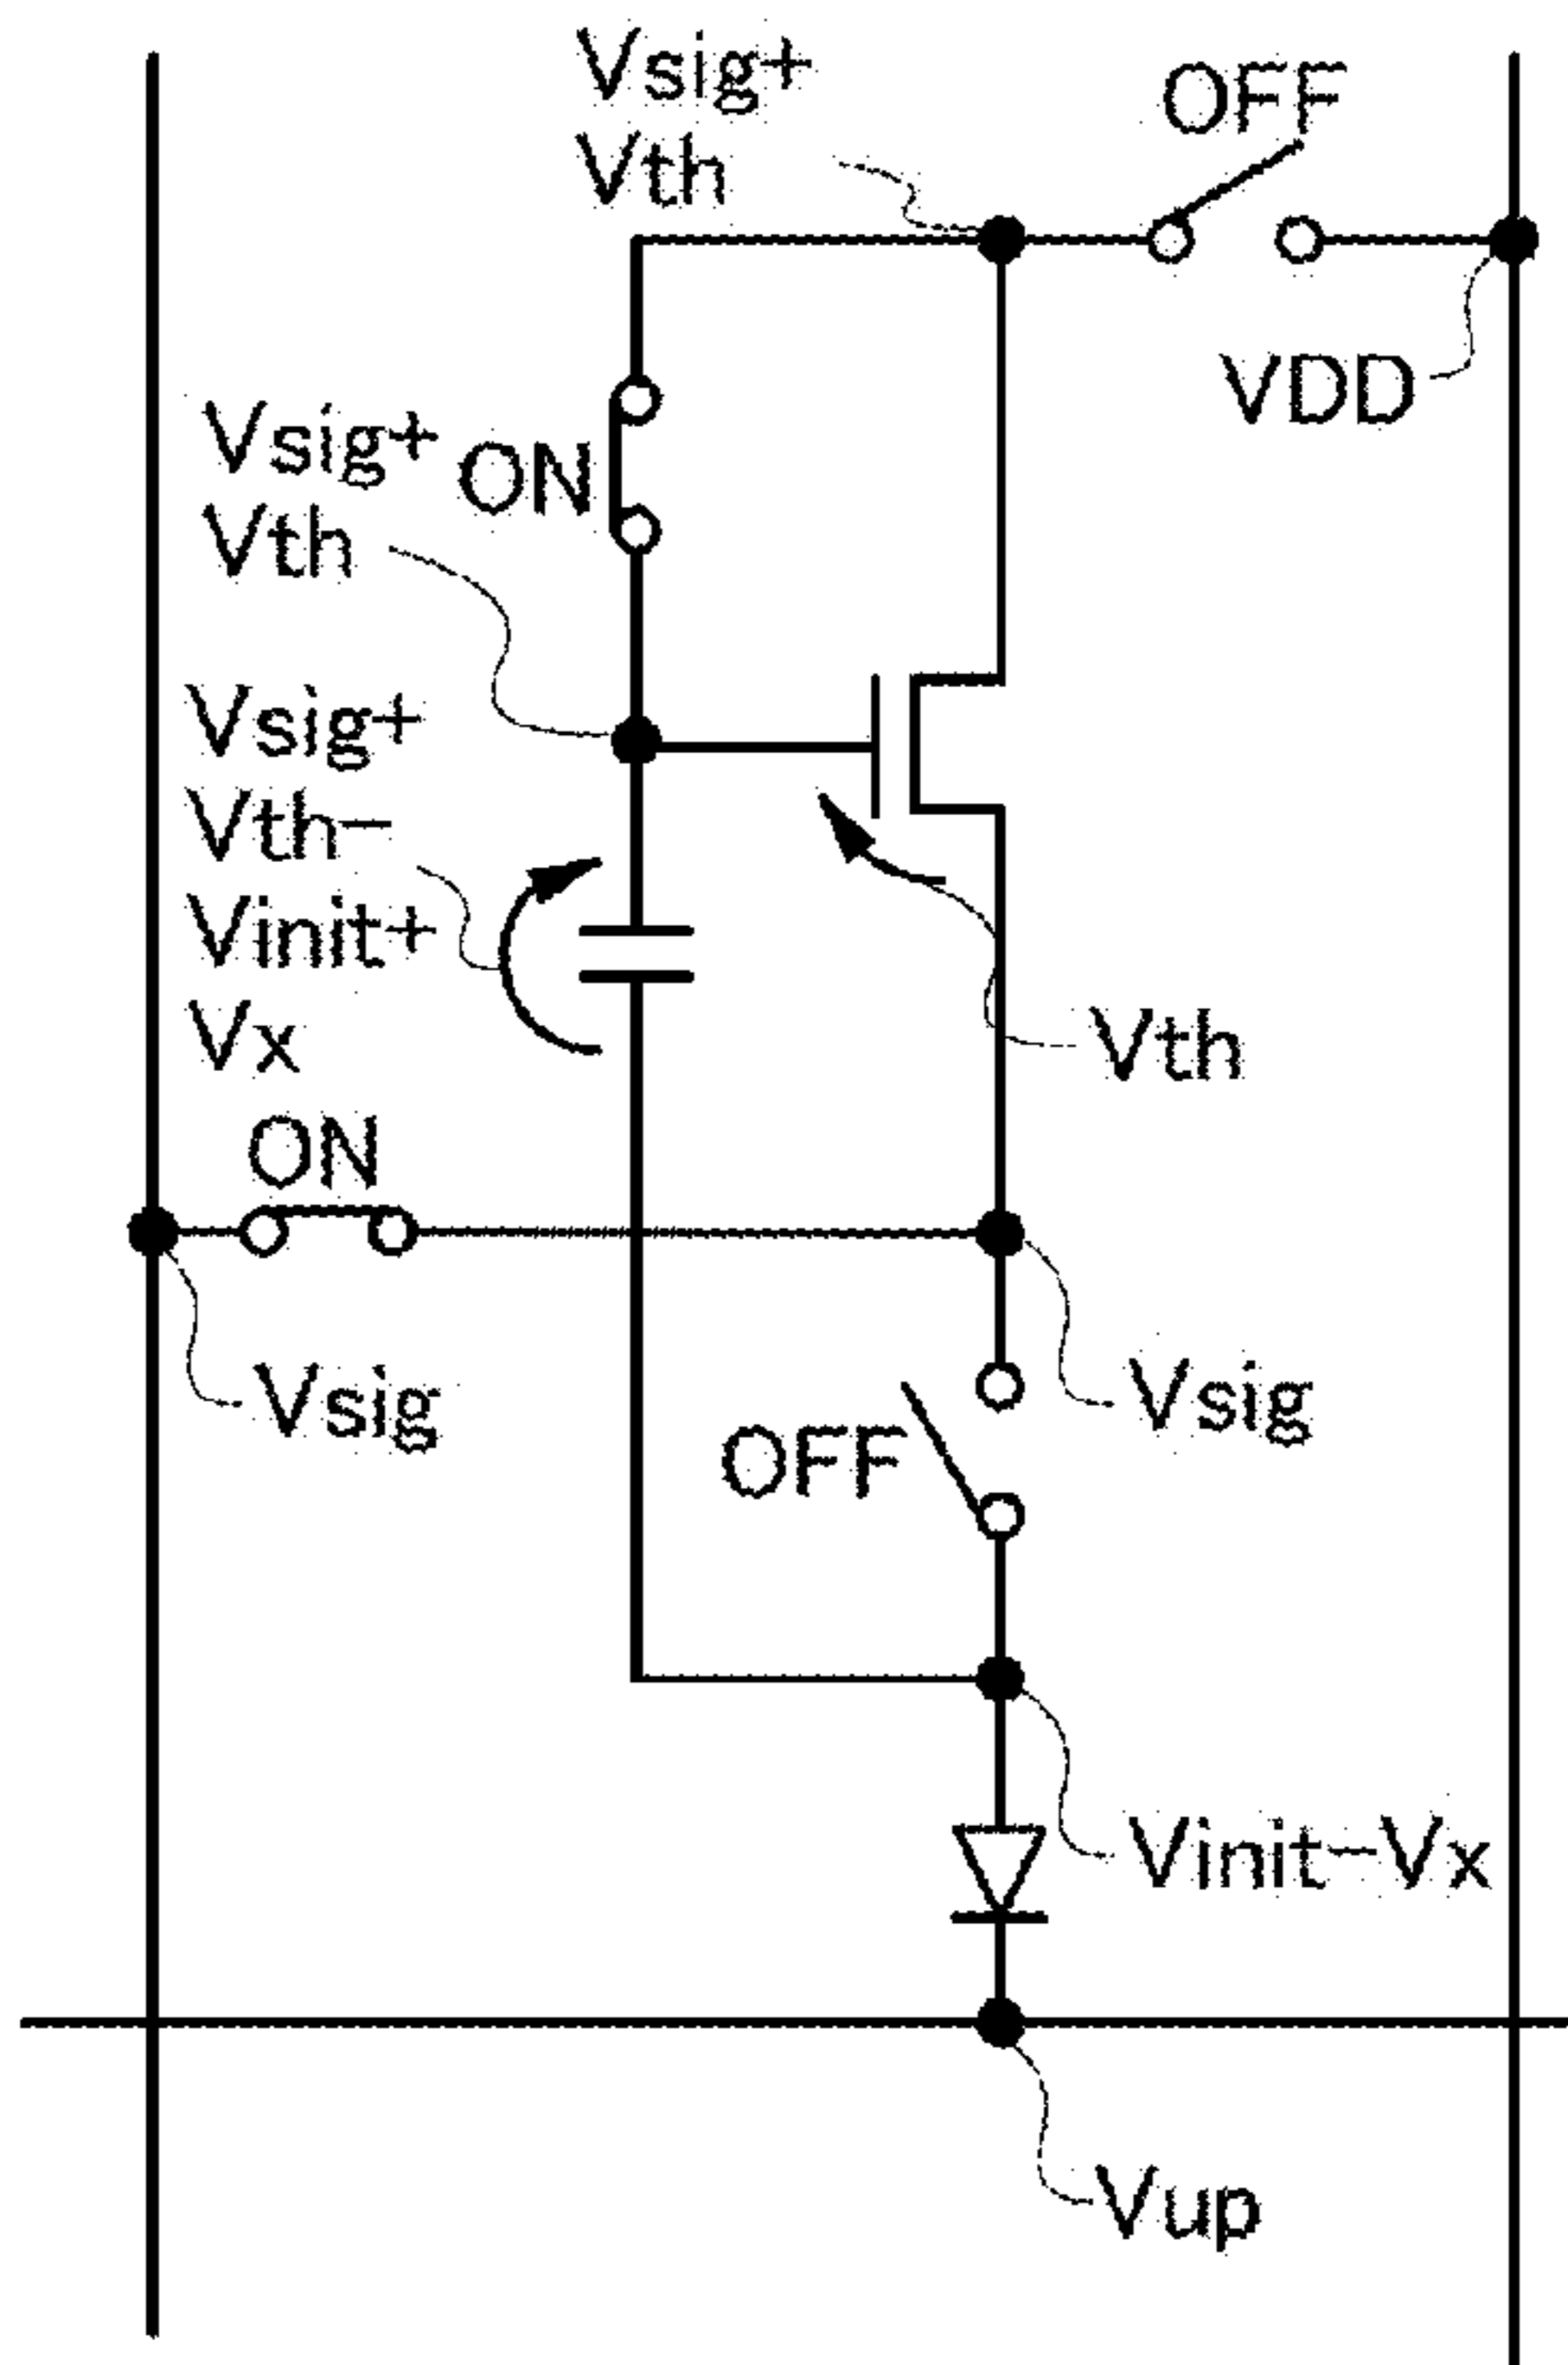 Vsig+
Vth
OFF
VDD
Vsig+
Vth
ON
Vsig+
Vth−
Vinit+
Vx
Vth
ON
Vsig
Vsig
OFF
Vinit−Vx
Vup